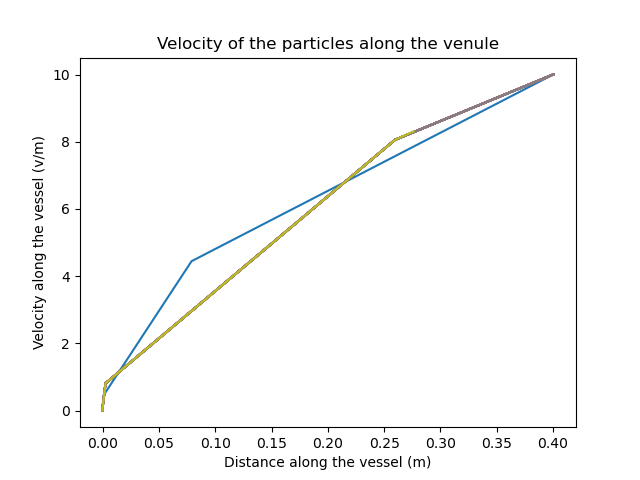 Velocity of the particles along the venule
10
8
6
4
2
0
Velocity along the vessel (v/m)
0.00 0.05 0.10 0.15 0.20 0.25 0.30 0.35 0.40
Distance along the vessel (m)